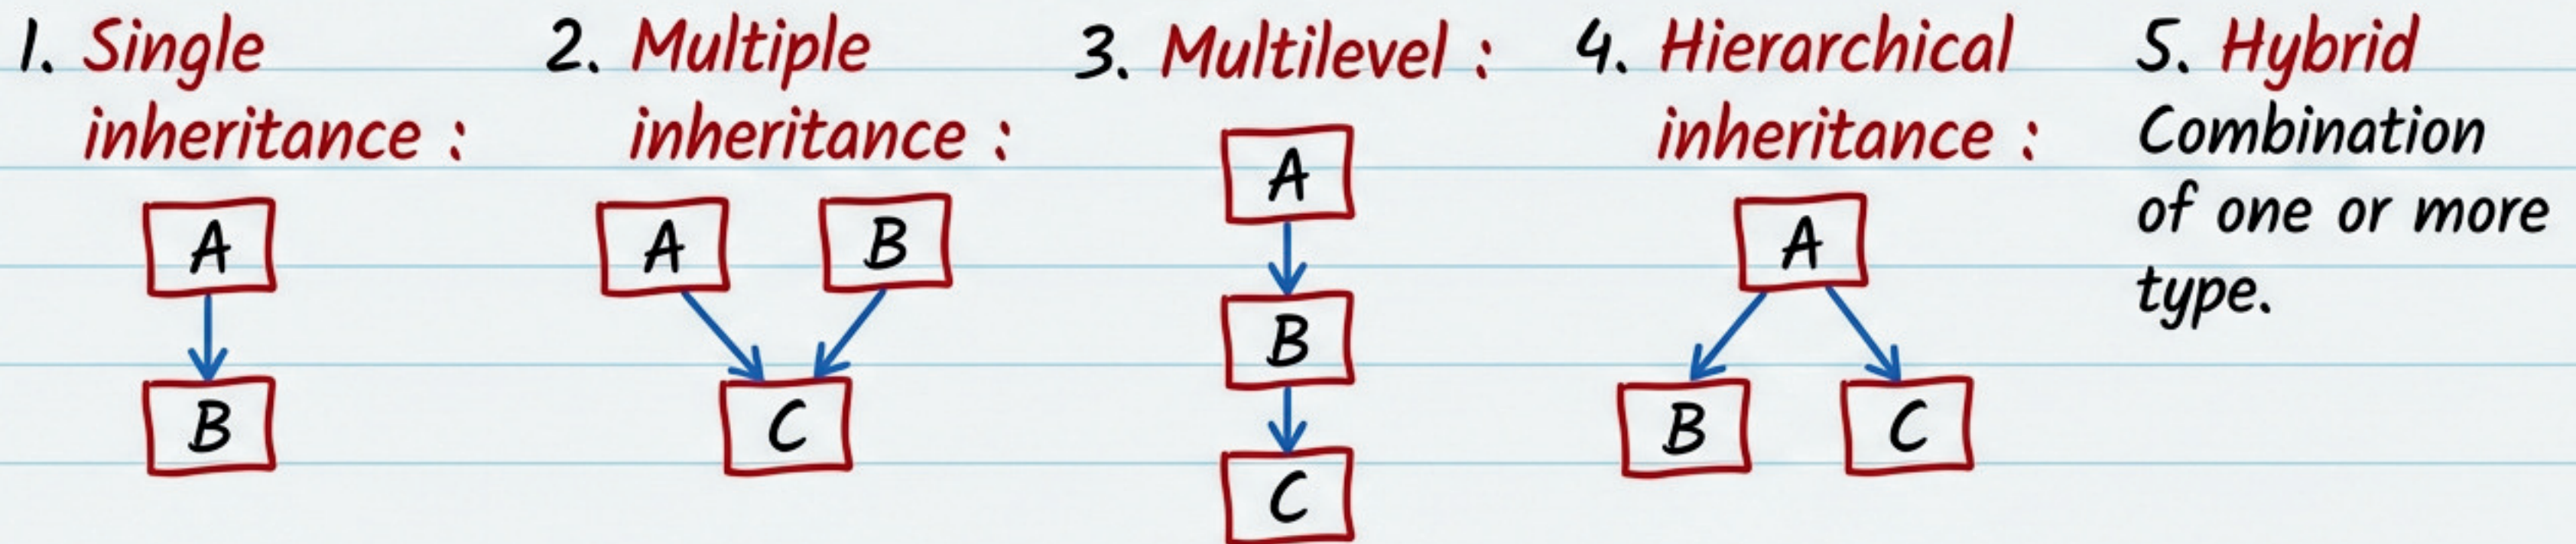 1. Single
inheritance :
A
B
2. Multiple
inheritance :
A B
C
3. Multilevel :
A
B
C
4. Hierarchical
inheritance :
A
B C
5. Hybrid
Combination
of one or more
type.